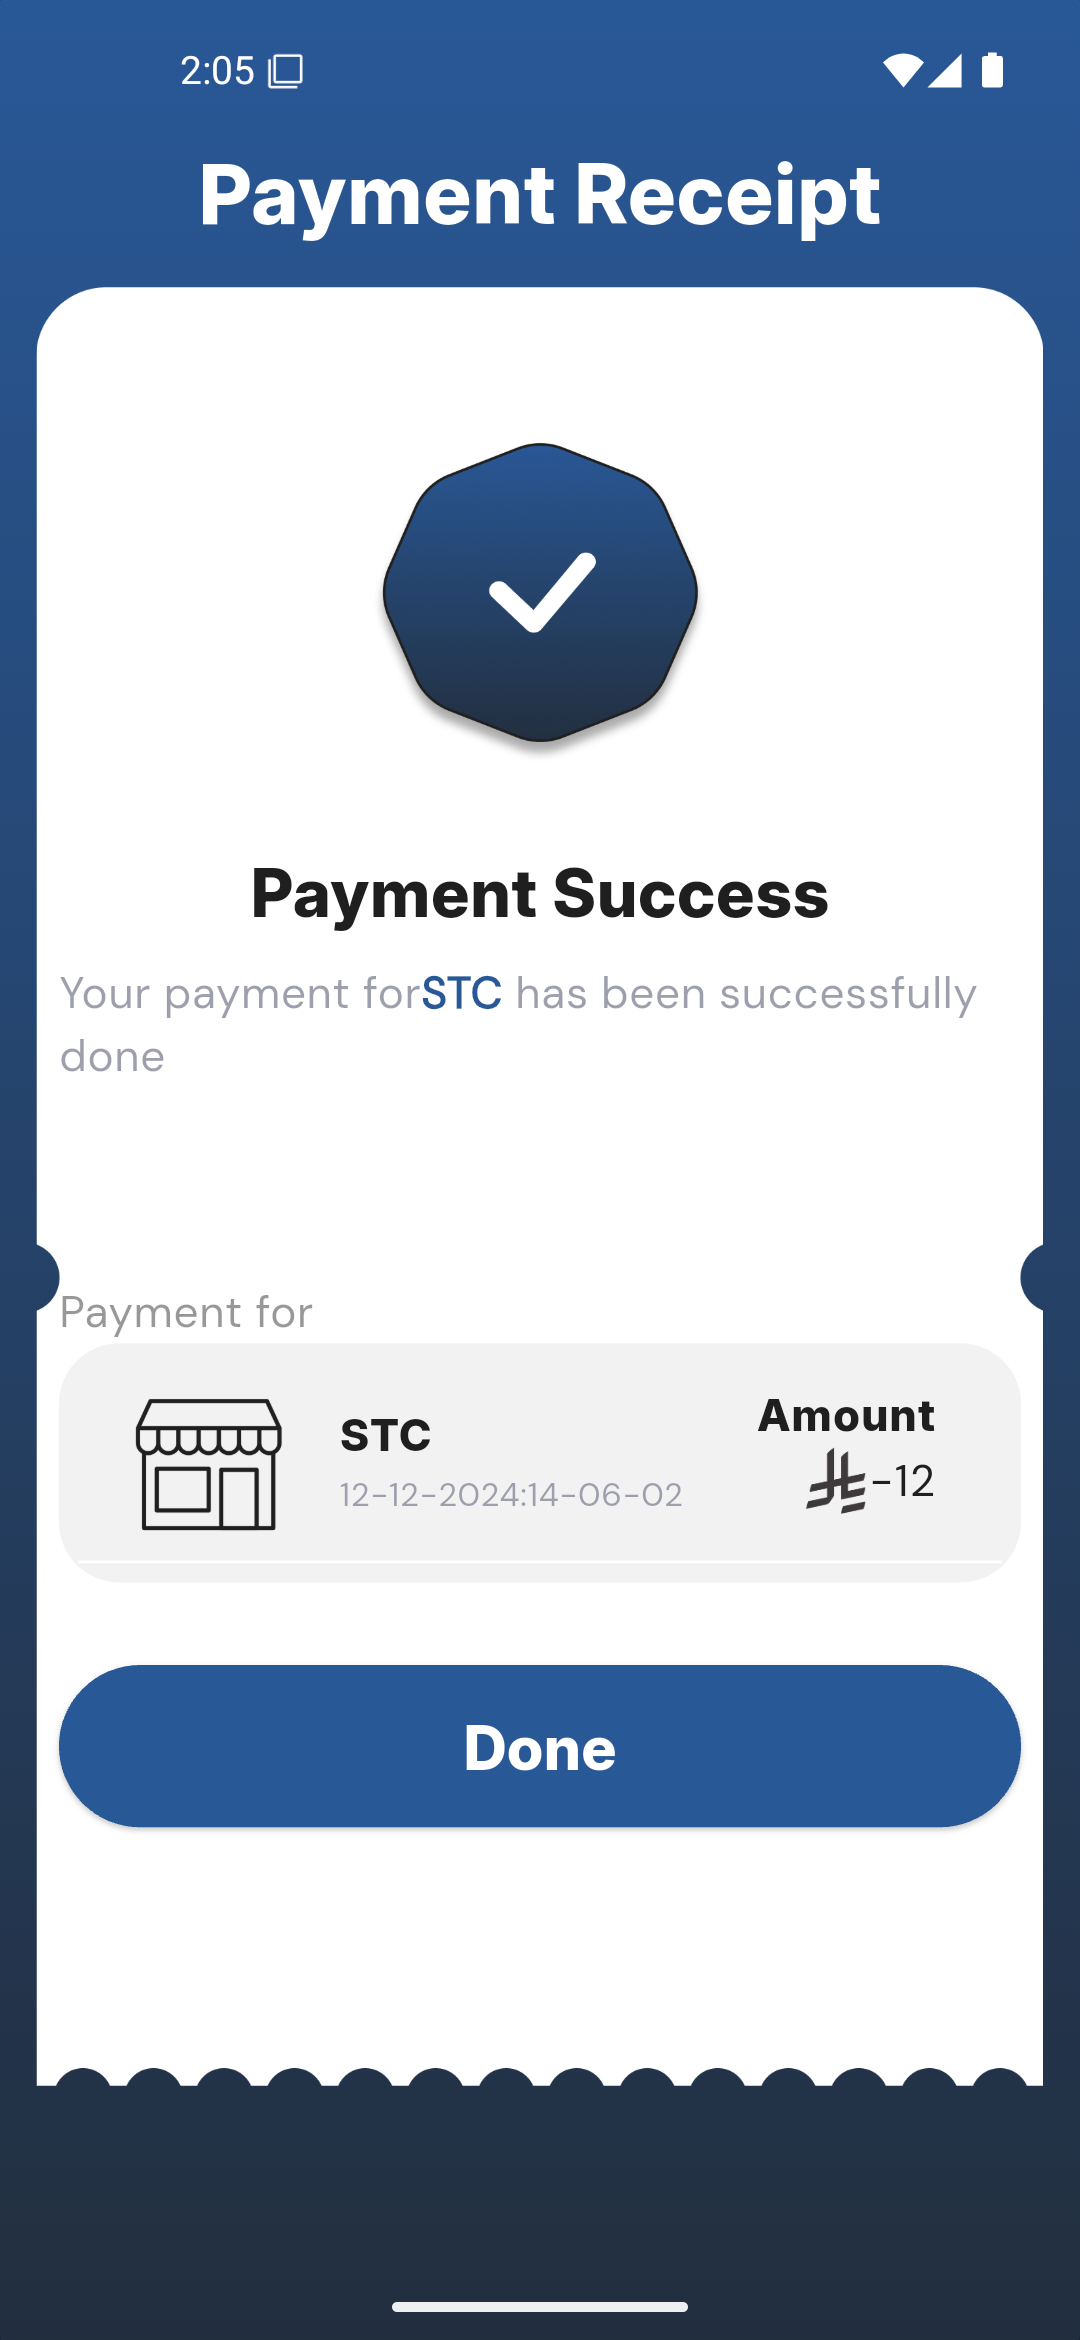 2:05
Payment Receipt
Payment Success
Your payment forSTC has been successfully
done
Payment for
STC
12-12-2024:14-06-02
Amount
-12
Done